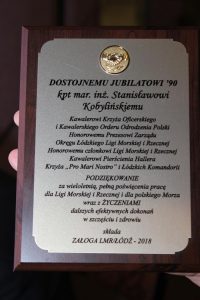 DOSTOJNEMU JUBILATOWI '90
kpt mar. inż. Stanisławowi
Kobylińskiemu
Kawalerowi Krzyża Oficerskiego
i Kawalerskiego Orderu Odrodzenia Polski
Honorowemu Prezesowi Zarządu
Okręgu Łódzkiego Ligi Morskiej i Rzecznej
Honorowemu członkowi Ligi Morskiej i Rzecznej
Kawalerowi Pierścienia Hallera
Krzyża „Pro Mari Nostro" i Łódzkich Komandorii
PODZIĘKOWANIE
za wieloletnią, pełną poświęcenia pracę
dla Ligi Morskiej i Rzecznej i dla polskiego Morza
wraz z ŻYCZENIAMI
dalszych efektywnych dokonań
w szczęściu i zdrowiu
składa
ZAŁOGA LMR/ŁÓDŹ - 2018